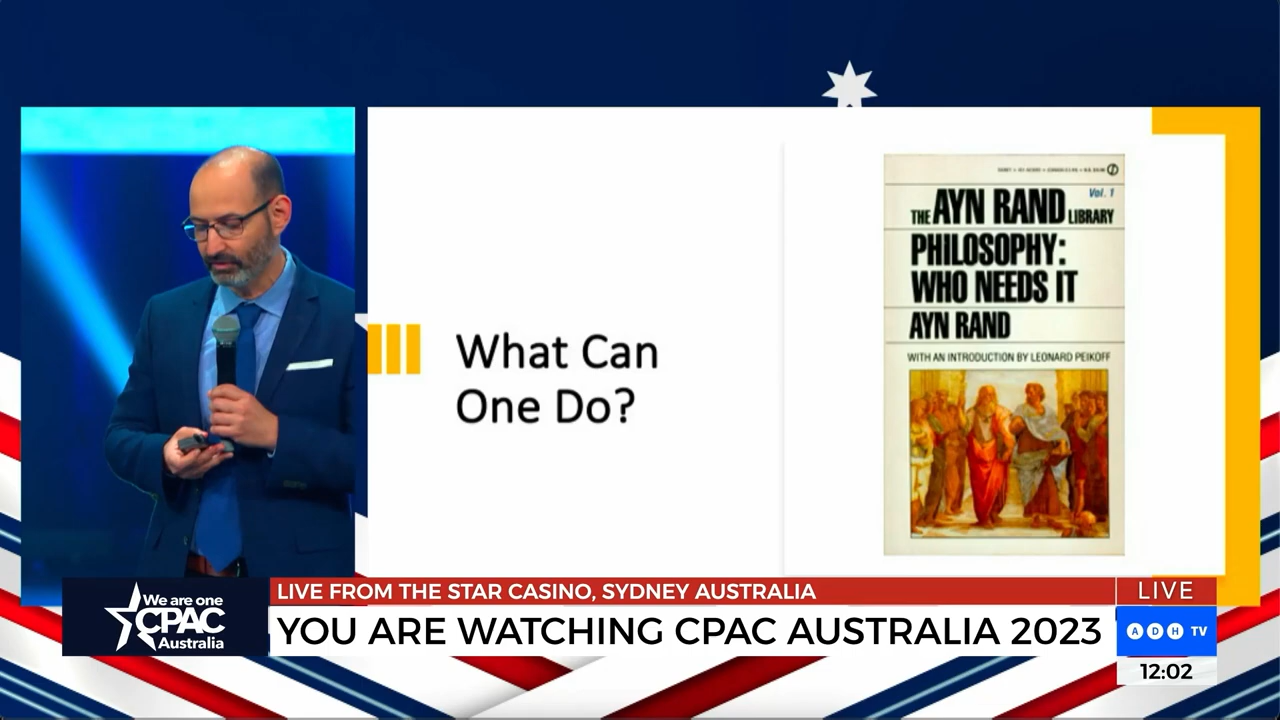 What Can
One Do?
Vol. 1
THE AYN RAND LIBRARY
PHILOSOPHY:
WHO NEEDS IT
AYN RAND
WITH AN INTRODUCTION BY LEONARD PEIKOFF
We are one
CPAC
Australia
LIVE FROM THE STAR CASINO, SYDNEY AUSTRALIA
YOU ARE WATCHING CPAC AUSTRALIA 2023
LIVE
ADH TV
12:02